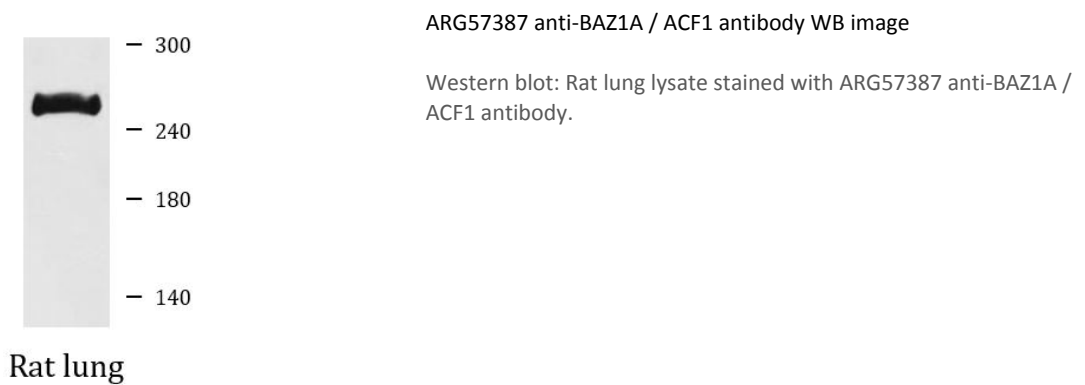 ARG57387 anti-BAZ1A / ACF1 antibody WB image
Western blot: Rat lung lysate stained with ARG57387 anti-BAZ1A /
ACF1 antibody.
– 300
– 240
– 180
– 140
Rat lung